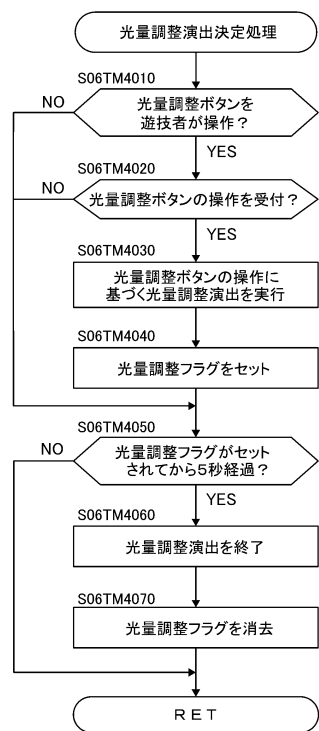 光量調整演出決定処理
S06TM4010
NO
光量調整ボタンを
遊技者が操作？
YES
S06TM4020
NO
光量調整ボタンの操作を受付？
YES
S06TM4030
光量調整ボタンの操作に
基づく光量調整演出を実行
S06TM4040
光量調整フラグをセット
S06TM4050
NO
光量調整フラグがセット
されてから5秒経過？
YES
S06TM4060
光量調整演出を終了
S06TM4070
光量調整フラグを消去
ＲＥＴ